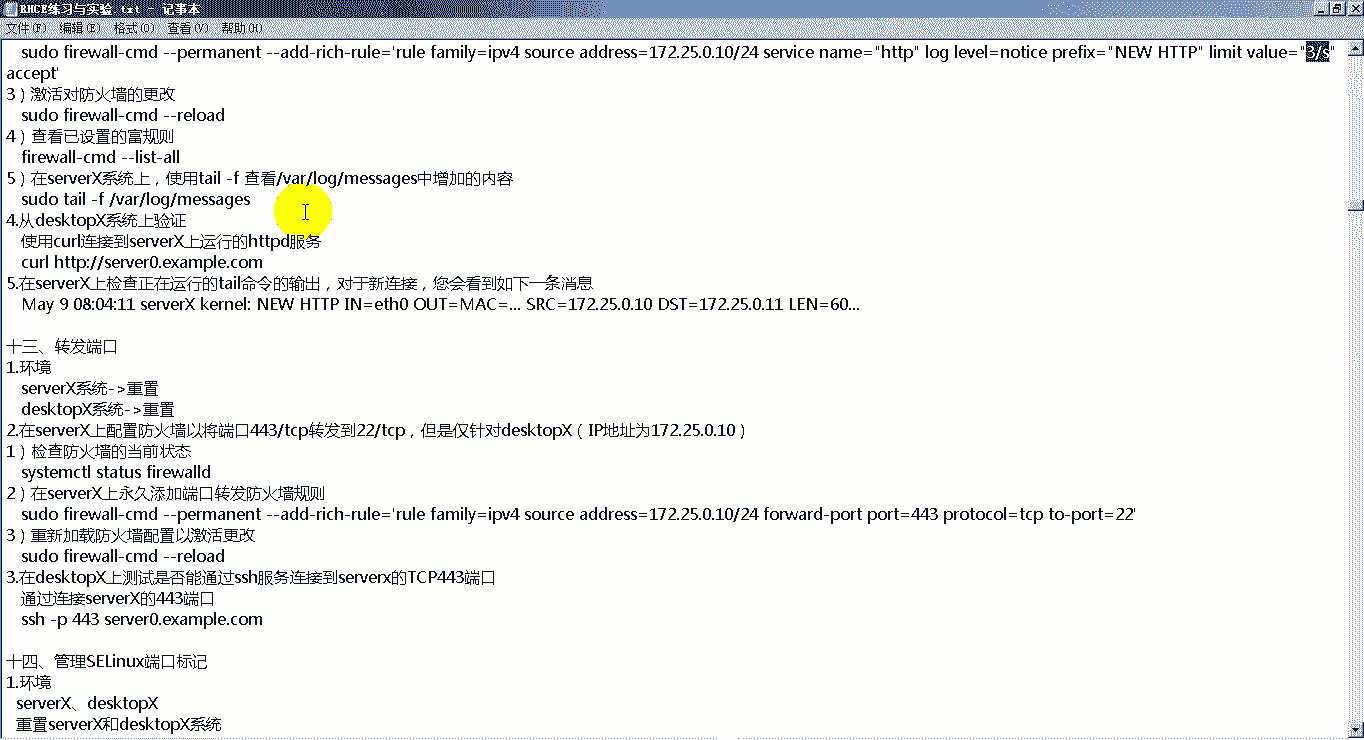 RHCE练习与实验.txt - 记事本
文件(F) 编辑(E) 格式(O) 查看(V) 帮助(H)
sudo firewall-cmd --permanent --add-rich-rule='rule family=ipv4 source address=172.25.0.10/24 service name="http" log level=notice prefix="NEW HTTP" limit value="3/s"
accept'
3）激活对防火墙的更改
sudo firewall-cmd --reload
4）查看已设置的富规则
firewall-cmd --list-all
5）在serverX系统上，使用tail -f 查看/var/log/messages中增加的内容
sudo tail -f /var/log/messages
4.从desktopX系统上验证
使用curl连接到serverX上运行的httpd服务
curl http://server0.example.com
5.在serverX上检查正在运行的tail命令的输出，对于新连接，您会看到如下一条消息
May 9 08:04:11 serverX kernel: NEW HTTP IN=eth0 OUT=MAC=... SRC=172.25.0.10 DST=172.25.0.11 LEN=60...
十三、转发端口
1.环境
serverX系统->重置
desktopX系统->重置
2.在serverX上配置防火墙以将端口443/tcp转发到22/tcp，但是仅针对desktopX（IP地址为172.25.0.10）
1）检查防火墙的当前状态
systemctl status firewalld
2）在serverX上永久添加端口转发防火墙规则
sudo firewall-cmd --permanent --add-rich-rule='rule family=ipv4 source address=172.25.0.10/24 forward-port port=443 protocol=tcp to-port=22'
3）重新加载防火墙配置以激活更改
sudo firewall-cmd --reload
3.在desktopX上测试是否能通过ssh服务连接到serverx的TCP443端口
通过连接serverX的443端口
ssh -p 443 server0.example.com
十四、管理SELinux端口标记
1.环境
serverX、desktopX
重置serverX和desktopX系统